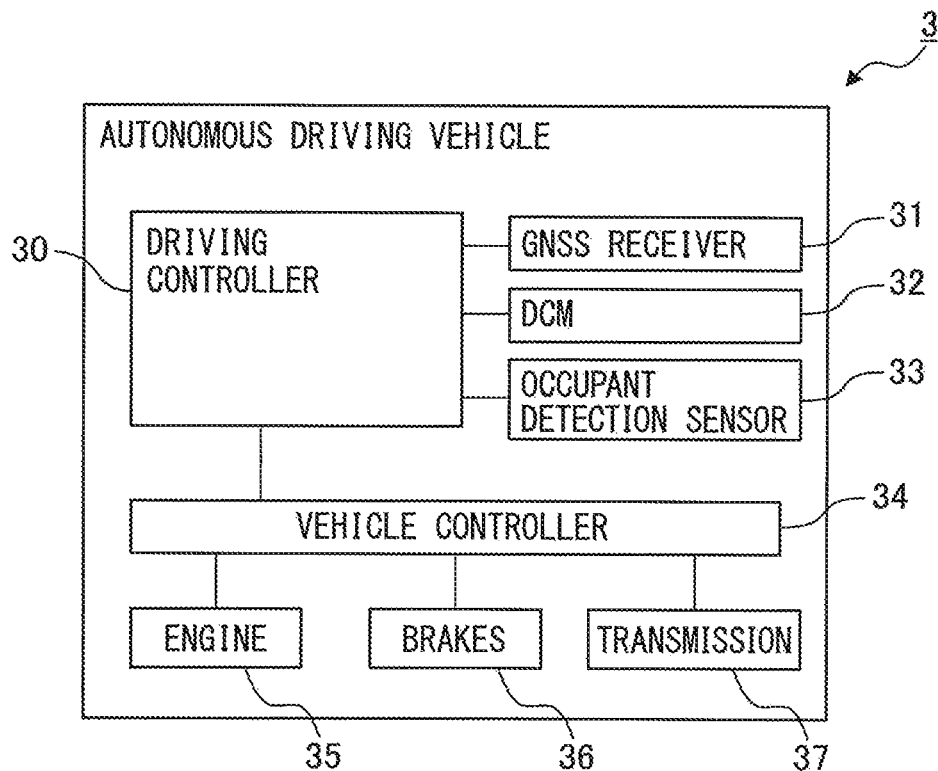 3
AUTONOMOUS DRIVING VEHICLE
30
DRIVING
CONTROLLER
GNSS RECEIVER
31
DCM
32
OCCUPANT
DETECTION SENSOR
33
VEHICLE CONTROLLER
34
ENGINE
BRAKES
TRANSMISSION
35
36
37